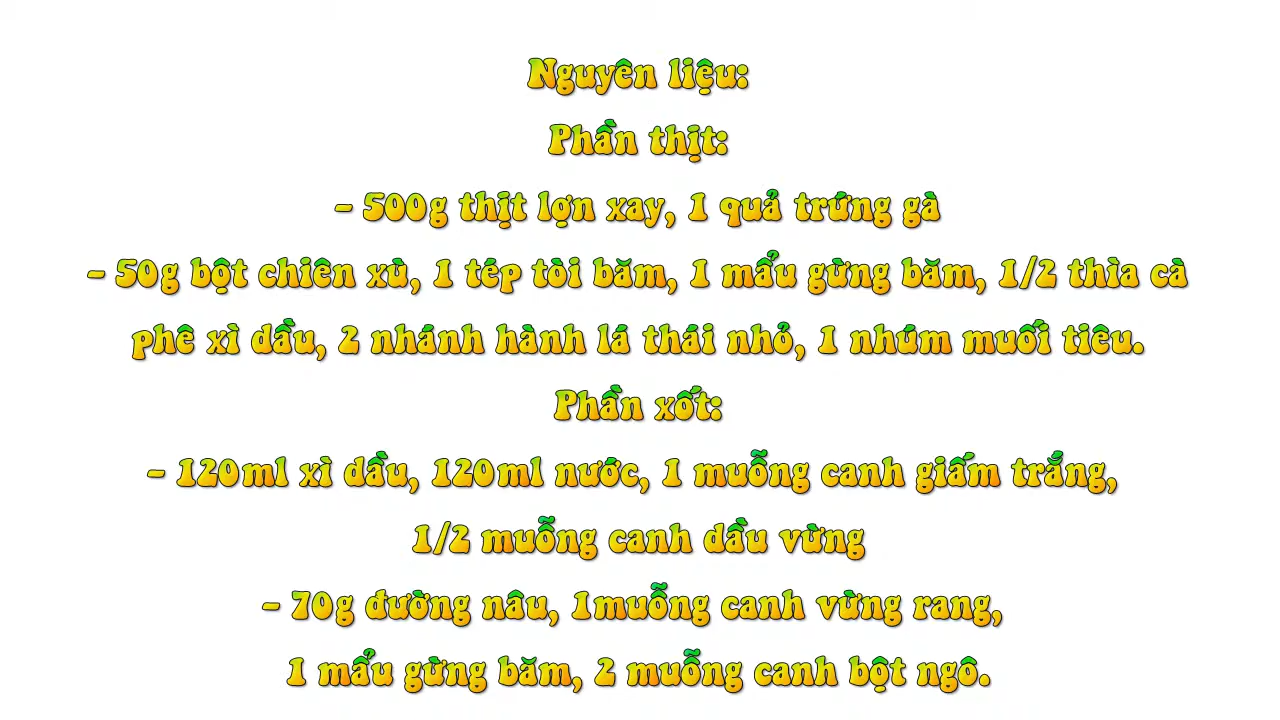 Nguyên liệu:
Phần thịt:
- 500g thịt lợn xay, 1 quả trứng gà
- 50g bột chiên xù, 1 tép tỏi băm, 1 mẩu gừng băm, 1/2 thìa cà
phê xì dầu, 2 nhánh hành lá thái nhỏ, 1 nhúm muối tiêu.
Phần xốt:
- 120ml xì dầu, 120ml nước, 1 muỗng canh giấm trắng,
1/2 muỗng canh dầu vừng
- 70g đường nâu, 1muỗng canh vừng rang,
1 mẩu gừng băm, 2 muỗng canh bột ngô.